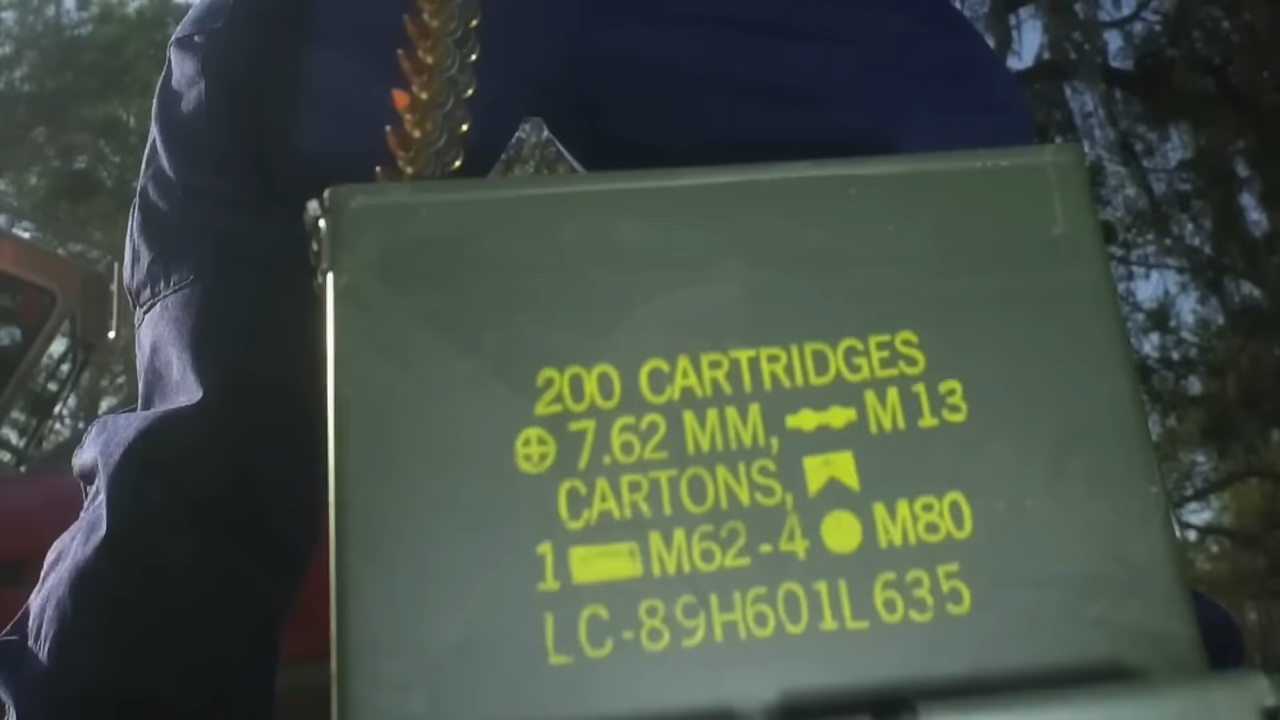 200 CARTRIDGES
7.62 MM, M13
CARTONS,
1 M62-4 M80
LC-89H601L635